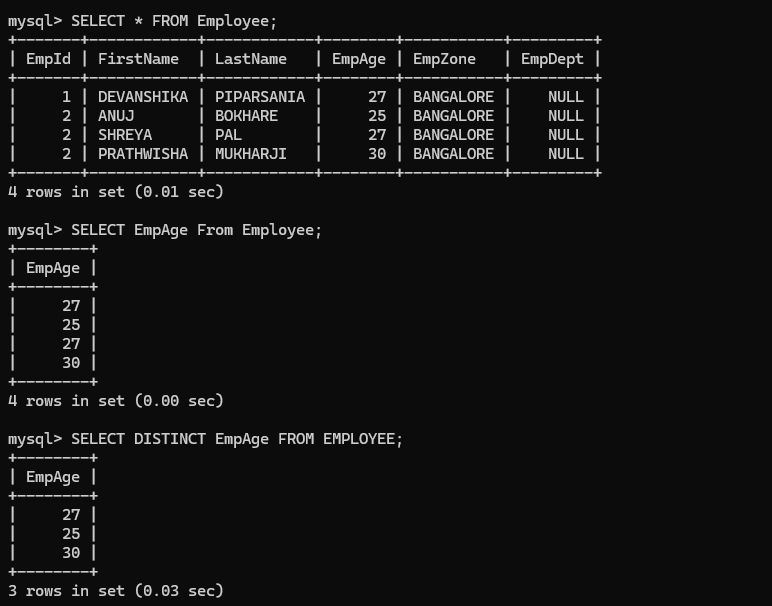 mysql> SELECT * FROM Employee;
+-------+------------+------------+--------+-----------+---------+
| EmpId | FirstName  | LastName   | EmpAge | EmpZone   | EmpDept |
+-------+------------+------------+--------+-----------+---------+
|     1 | DEVANSHIKA | PIPARSANIA |     27 | BANGALORE |    NULL |
|     2 | ANUJ       | BOKHARE    |     25 | BANGALORE |    NULL |
|     2 | SHREYA     | PAL        |     27 | BANGALORE |    NULL |
|     2 | PRATHWISHA | MUKHARJI   |     30 | BANGALORE |    NULL |
+-------+------------+------------+--------+-----------+---------+
4 rows in set (0.01 sec)

mysql> SELECT EmpAge From Employee;
+--------+
| EmpAge |
+--------+
|     27 |
|     25 |
|     27 |
|     30 |
+--------+
4 rows in set (0.00 sec)

mysql> SELECT DISTINCT EmpAge FROM EMPLOYEE;
+--------+
| EmpAge |
+--------+
|     27 |
|     25 |
|     30 |
+--------+
3 rows in set (0.03 sec)